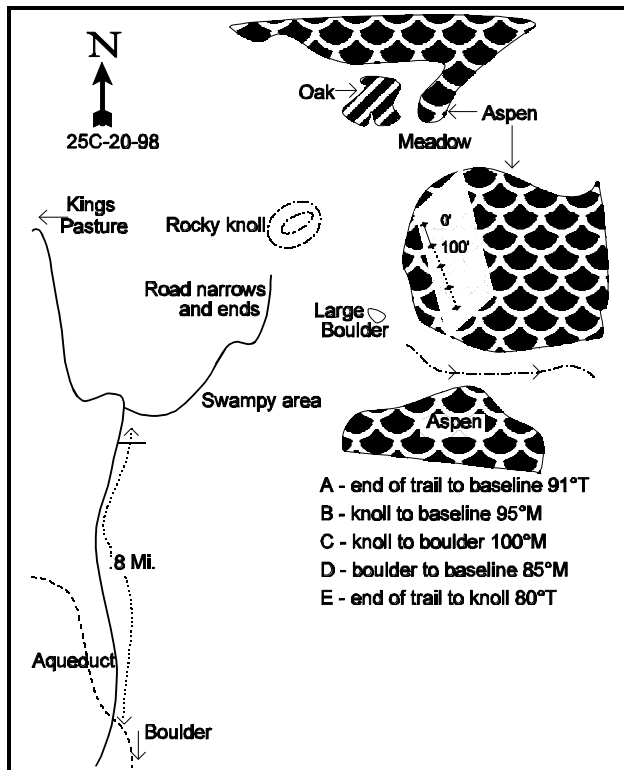 N
25C-20-98
Oak
Aspen
Meadow
Kings
Pasture
Rocky knoll
0'
100'
Road narrows
and ends
Large
Boulder
Swampy area
Aspen
A - end of trail to baseline 91°T
B - knoll to baseline 95°M
C - knoll to boulder 100°M
D - boulder to baseline 85°M
E - end of trail to knoll 80°T
.8 Mi.
Aqueduct
Boulder